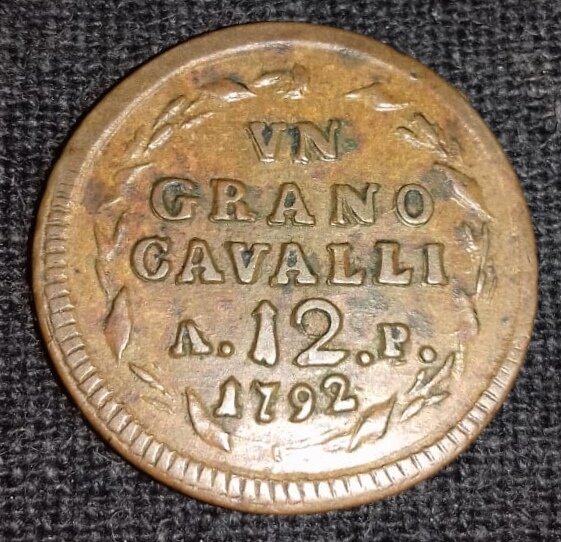 VN
GRANO
CAVALLI
A. 12 .P.
1792